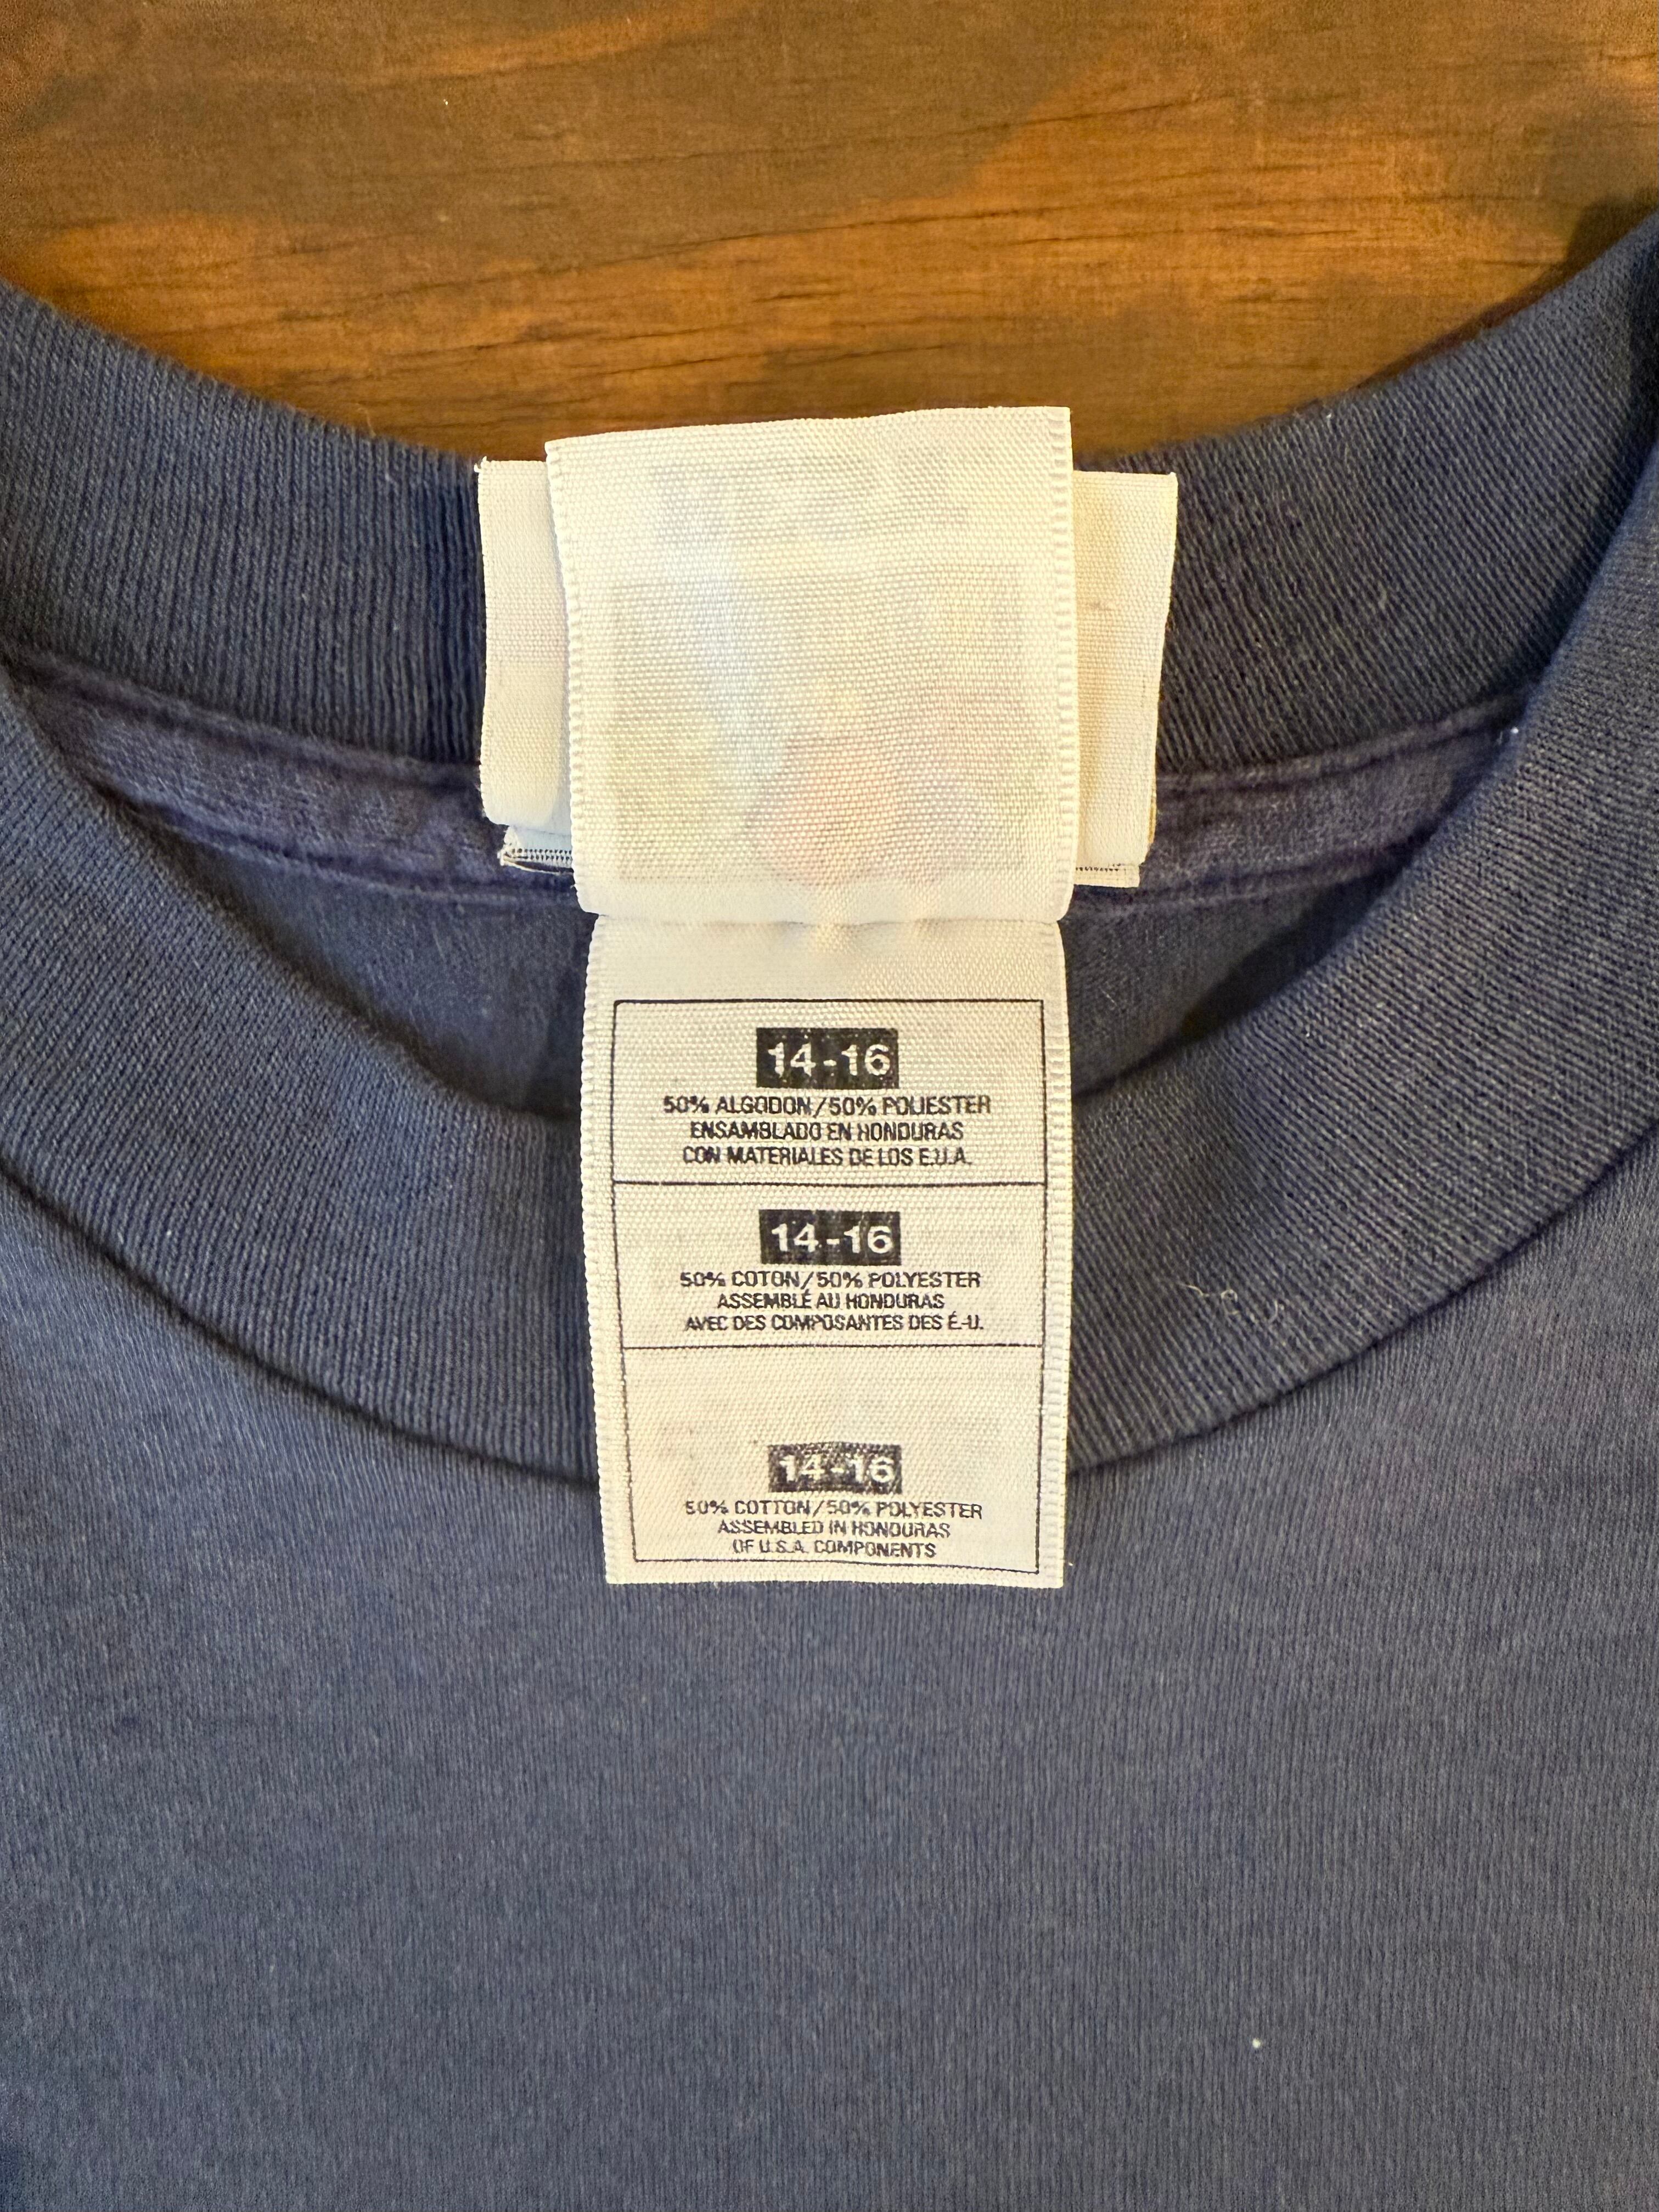 14-16
50% ALGODON/50% POLIESTER
ENSAMBLADO EN HONDURAS
CON MATERIALES DE LOS E.U.A.
14-16
50% COTON/50% POLYESTER
ASSEMBLÉ AU HONDURAS
AVEC DES COMPOSANTES DES É.-U.
14-16
50% COTTON/50% POLYESTER
ASSEMBLED IN HONDURAS
OF U.S.A. COMPONENTS